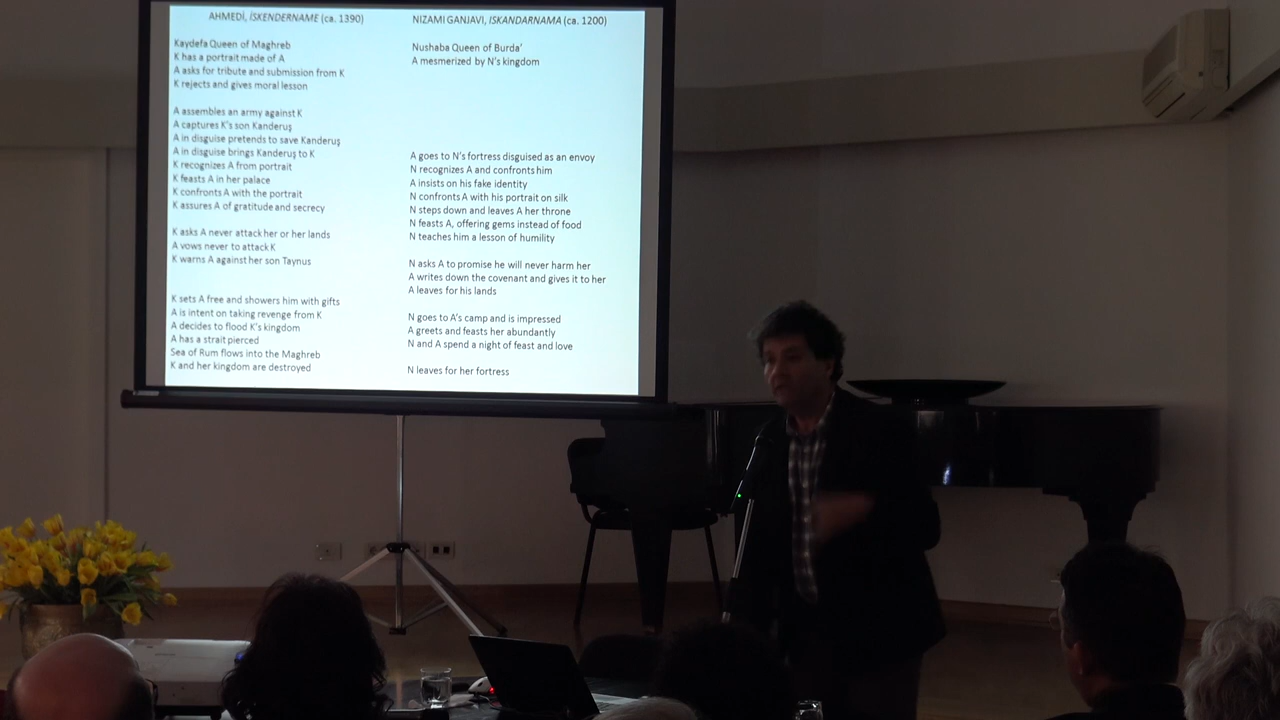 AHMEDİ, İSKENDERNAME (ca. 1390)
Kaydefa Queen of Maghreb
K has a portrait made of A
A asks for tribute and submission from K
K rejects and gives moral lesson
A assembles an army against K
A captures K's son Kanderuş
A in disguise pretends to save Kanderuş
A in disguise brings Kanderuş to K
K recognizes A from portrait
K feasts A in her palace
K confronts A with the portrait
K assures A of gratitude and secrecy
K asks A never attack her or her lands
A vows never to attack K
K warns A against her son Taynus
K sets A free and showers him with gifts
A is intent on taking revenge from K
A decides to flood K's kingdom
A has a strait pierced
Sea of Rum flows into the Maghreb
K and her kingdom are destroyed
NIZAMI GANJAVI, ISKANDARNAMA (ca. 1200)
Nushaba Queen of Burda'
A mesmerized by N's kingdom
A goes to N's fortress disguised as an envoy
N recognizes A and confronts him
A insists on his fake identity
N confronts A with his portrait on silk
N steps down and leaves A her throne
N feasts A, offering gems instead of food
N teaches him a lesson of humility
N asks A to promise he will never harm her
A writes down the covenant and gives it to her
A leaves for his lands
N goes to A's camp and is impressed
A greets and feasts her abundantly
N and A spend a night of feast and love
N leaves for her fortress